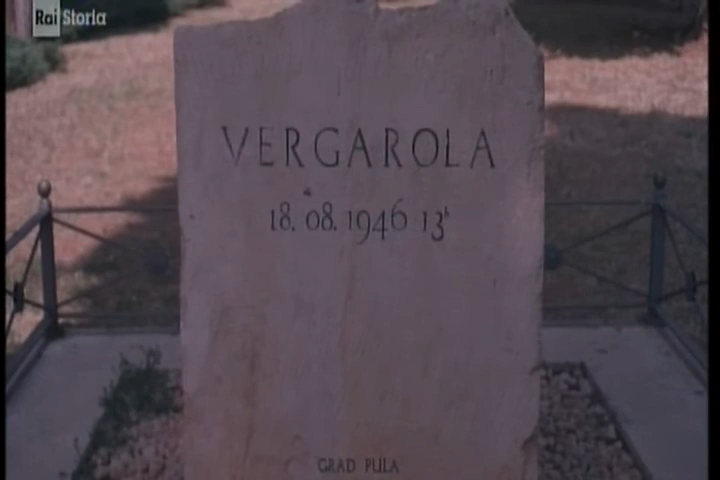 Rai Storia
VERGAROLA
18. 08. 1946 13h
GRAD PULA